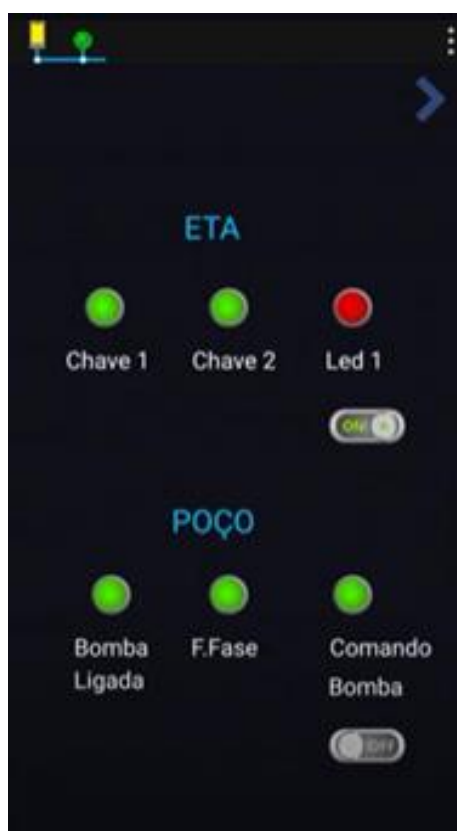 ETA
Chave 1 Chave 2 Led 1
ON
POÇO
Bomba F.Fase Comando
Ligada Bomba
OFF